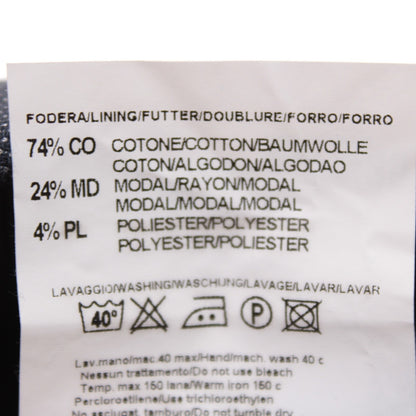 FODERA/LINING/FUTTER/DOUBLURE/FORRO/FORRO
74% CO COTONE/COTTON/BAUMWOLLE
COTON/ALGODON/ALGODAO
24% MD MODAL/RAYON/MODAL
MODAL/MODAL/MODAL
4% PL POLIESTER/POLYESTER
POLYESTER/POLIESTER
LAVAGGIO/WASHING/WASCHUNG/LAVAGE/LAVAR/LAVAR
40° P
Lav.mano/mac.40 max/Hand/mach. wash 40 c
Nessun trattamento/Do not use bleach
Temp. max 150 lana/Warm iron 150 c
Percloroetilene/Use trichloroethylen
No asciugat. tamburo/Do not tumble